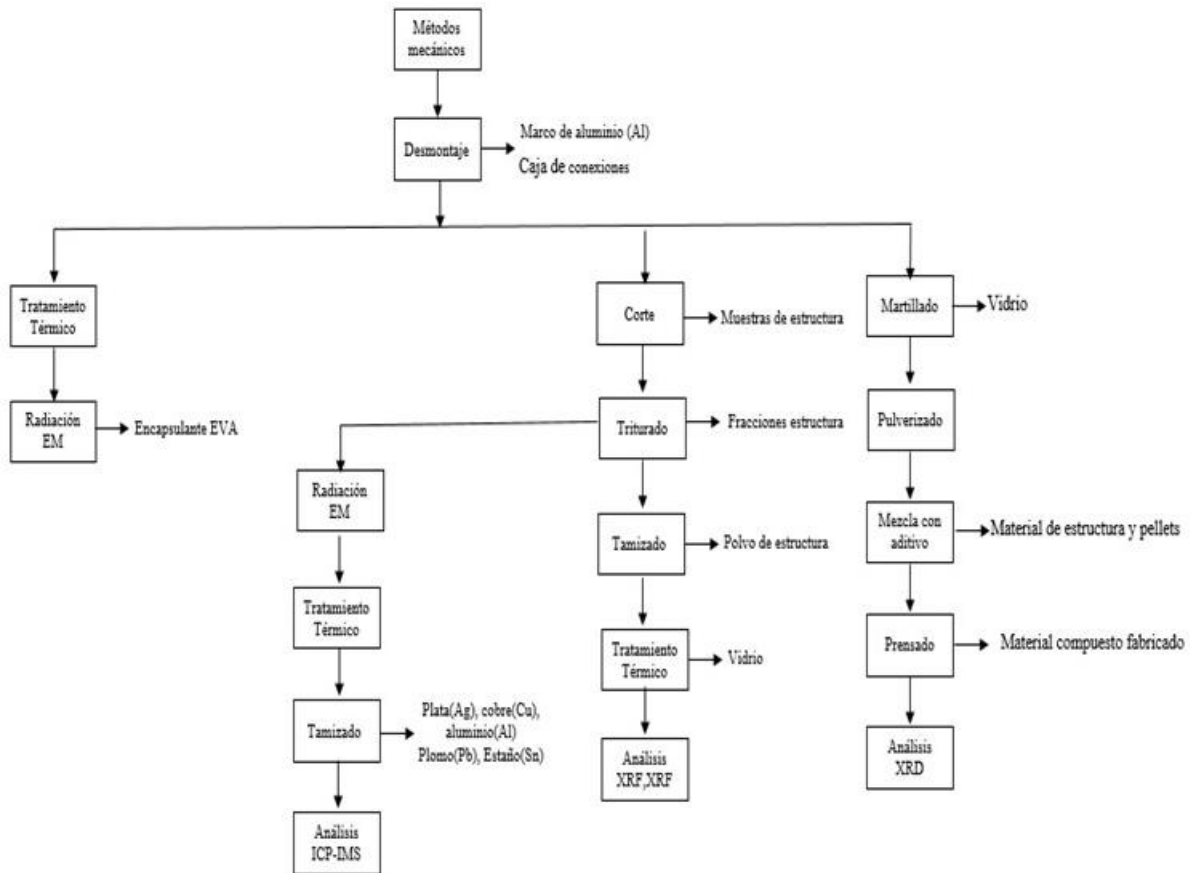 Métodos
mecánicos
Desmontaje
Marco de aluminio (Al)
Caja de conexiones
Tratamiento
Térmico
Radiación
EM
Encapsulante EVA
Corte
Muestras de estructura
Triturado
Fracciones estructura
Radiación
EM
Tratamiento
Térmico
Tamizado
Plata(Ag), cobre(Cu),
aluminio(Al)
Plomo(Pb), Estaño(Sn)
Análisis
ICP-IMS
Tamizado
Polvo de estructura
Tratamiento
Térmico
Vidrio
Análisis
XRF,XRF
Martillado
Vidrio
Pulverizado
Mezcla con
aditivo
Material de estructura y pellets
Prensado
Material compuesto fabricado
Análisis
XRD